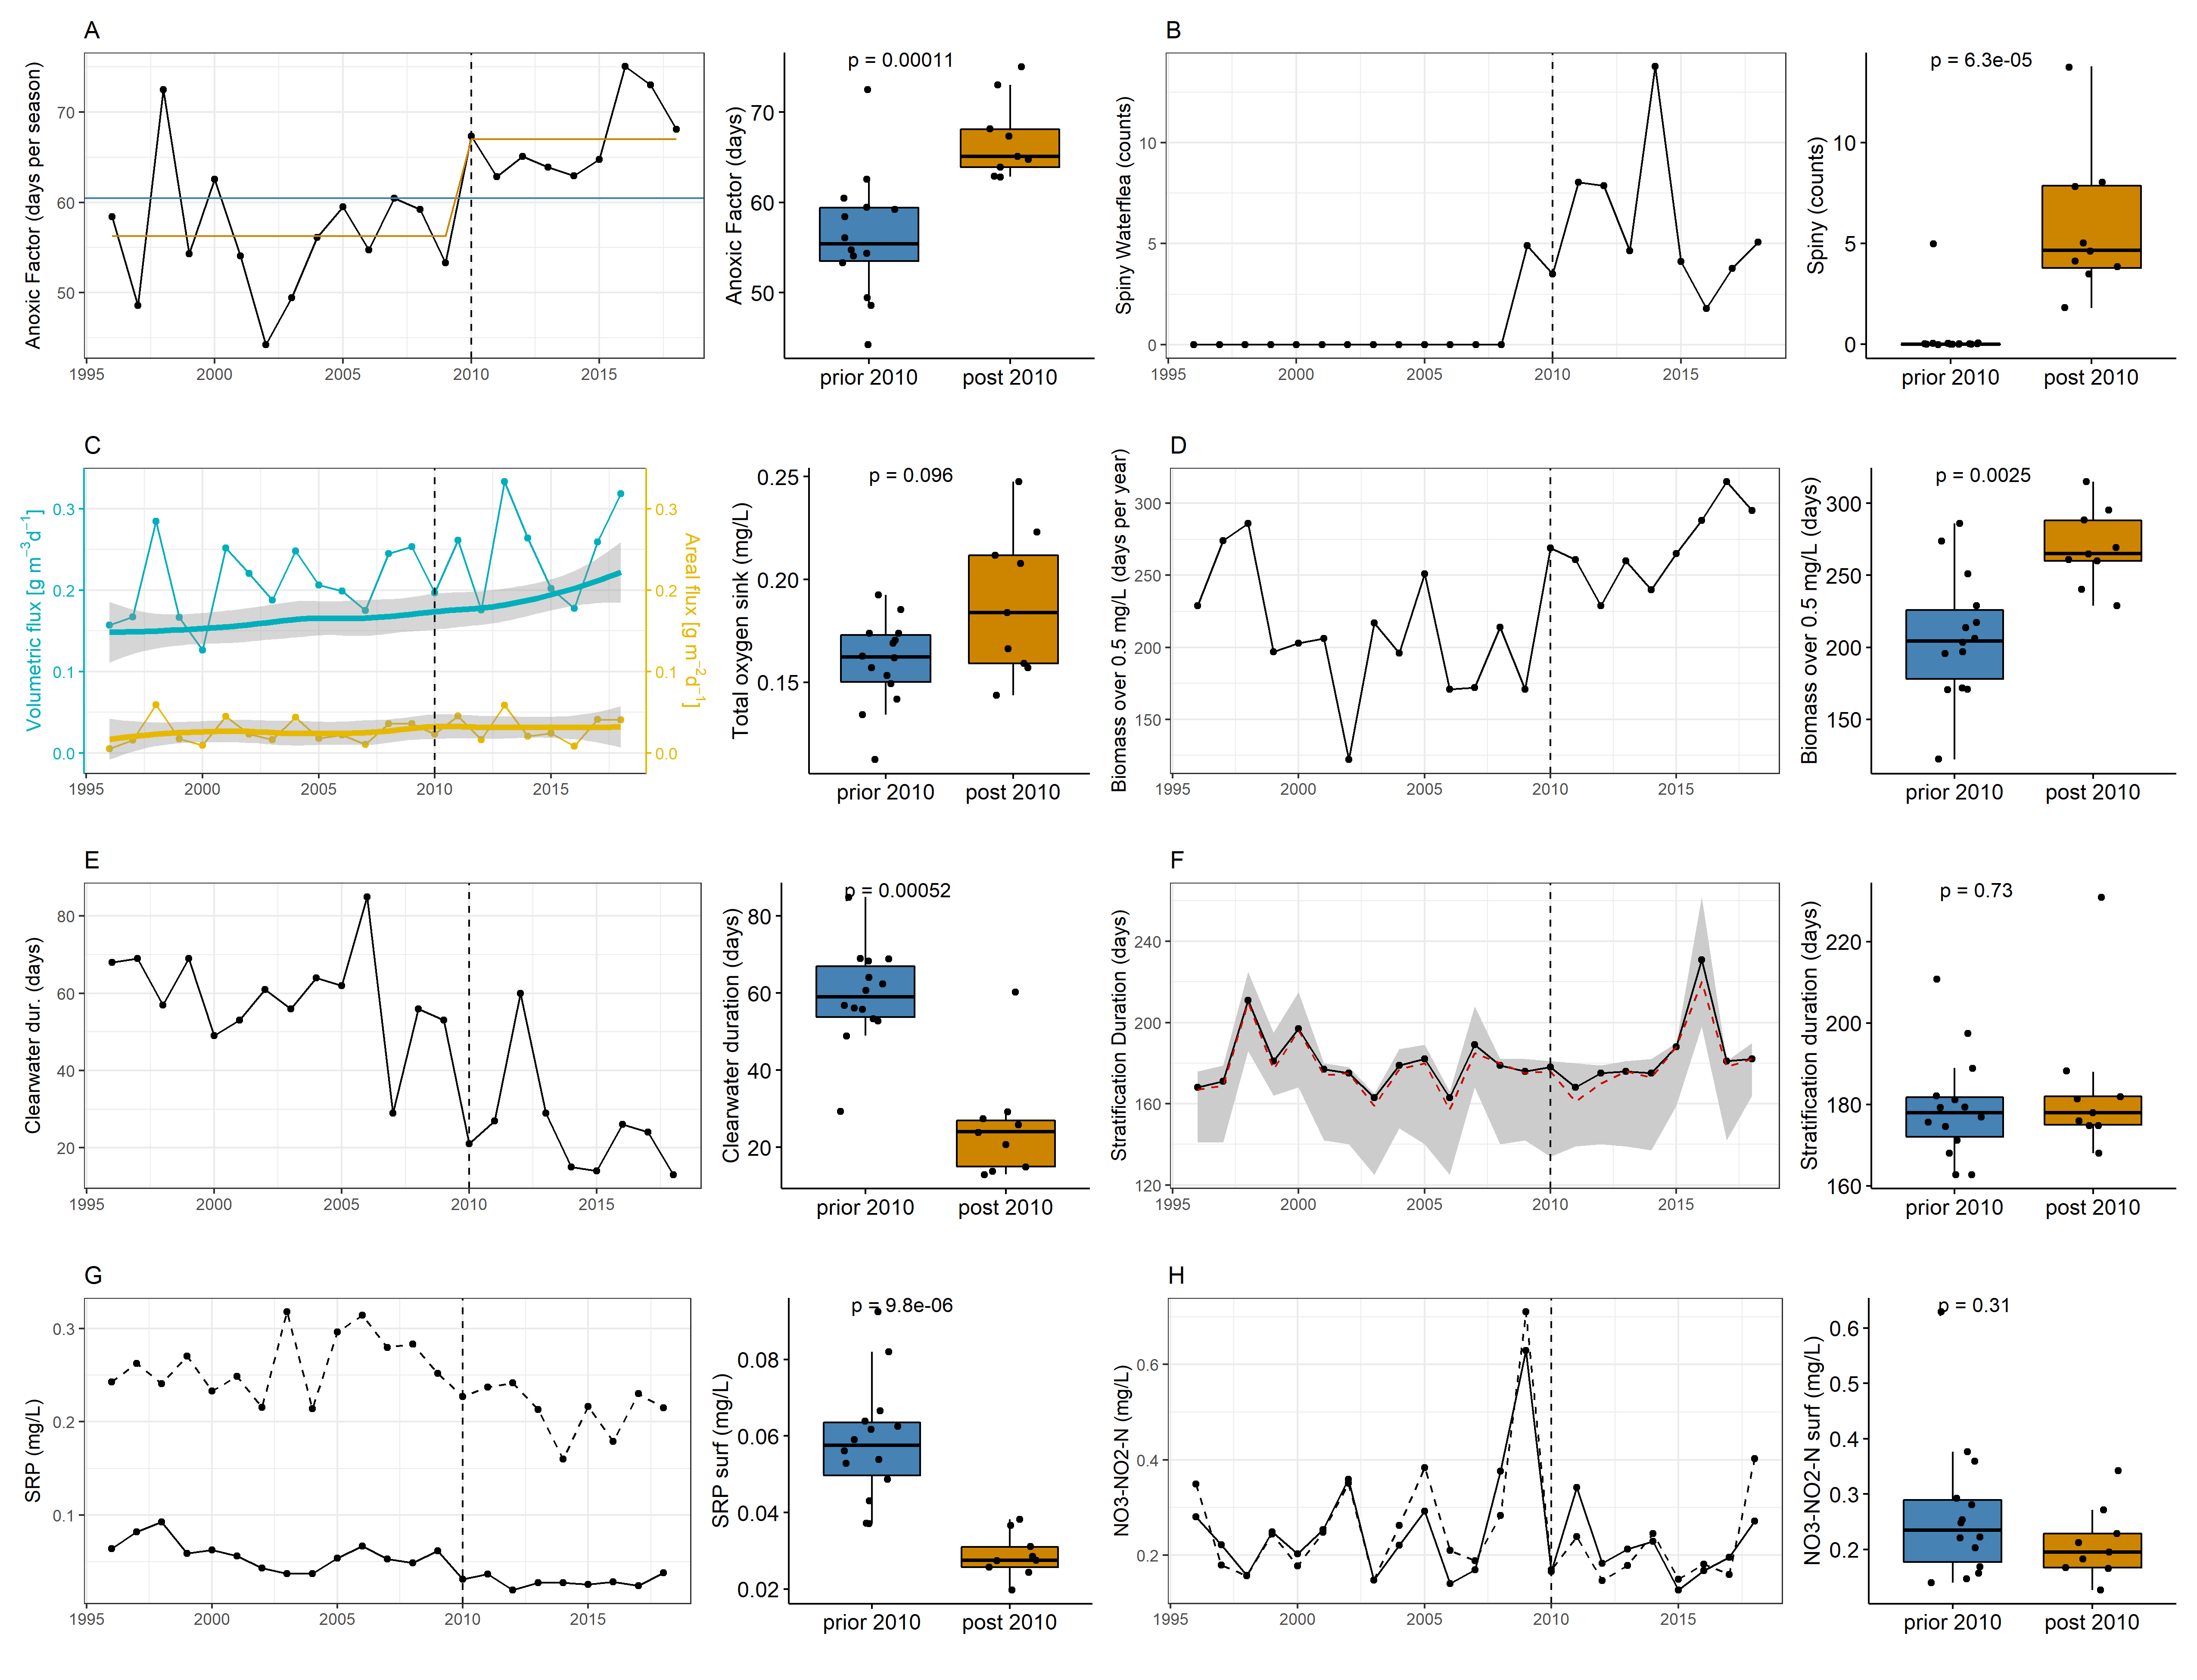 A
Anoxic Factor (days per season)
70
60
50
1995
2000
2005
2010
2015
p = 0.00011
Anoxic Factor (days)
70
60
50
prior 2010
post 2010
B
Spiny Waterflea (counts)
10
5
0
1995
2000
2005
2010
2015
p = 6.3e-05
Spiny (counts)
10
5
0
prior 2010
post 2010
C
Volumetric flux [g m−3d−1]
0.3
0.2
0.1
0.0
1995
2000
2005
2010
2015
0.3
0.2
0.1
0.0
Areal flux [g m−2d−1]
p = 0.096
Total oxygen sink (mg/L)
0.25
0.20
0.15
prior 2010
post 2010
D
Biomass over 0.5 mg/L (days per year)
300
250
200
150
1995
2000
2005
2010
2015
p = 0.0025
Biomass over 0.5 mg/L (days)
300
250
200
150
prior 2010
post 2010
E
Clearwater dur. (days)
80
60
40
20
1995
2000
2005
2010
2015
p = 0.00052
Clearwater duration (days)
80
60
40
20
prior 2010
post 2010
F
Stratification Duration (days)
240
200
160
120
1995
2000
2005
2010
2015
p = 0.73
Stratification duration (days)
220
200
180
160
prior 2010
post 2010
G
SRP (mg/L)
0.3
0.2
0.1
1995
2000
2005
2010
2015
p = 9.8e-06
SRP surf (mg/L)
0.08
0.06
0.04
0.02
prior 2010
post 2010
H
NO3-NO2-N (mg/L)
0.6
0.4
0.2
1995
2000
2005
2010
2015
p = 0.31
NO3-NO2-N surf (mg/L)
0.6
0.5
0.4
0.3
0.2
prior 2010
post 2010